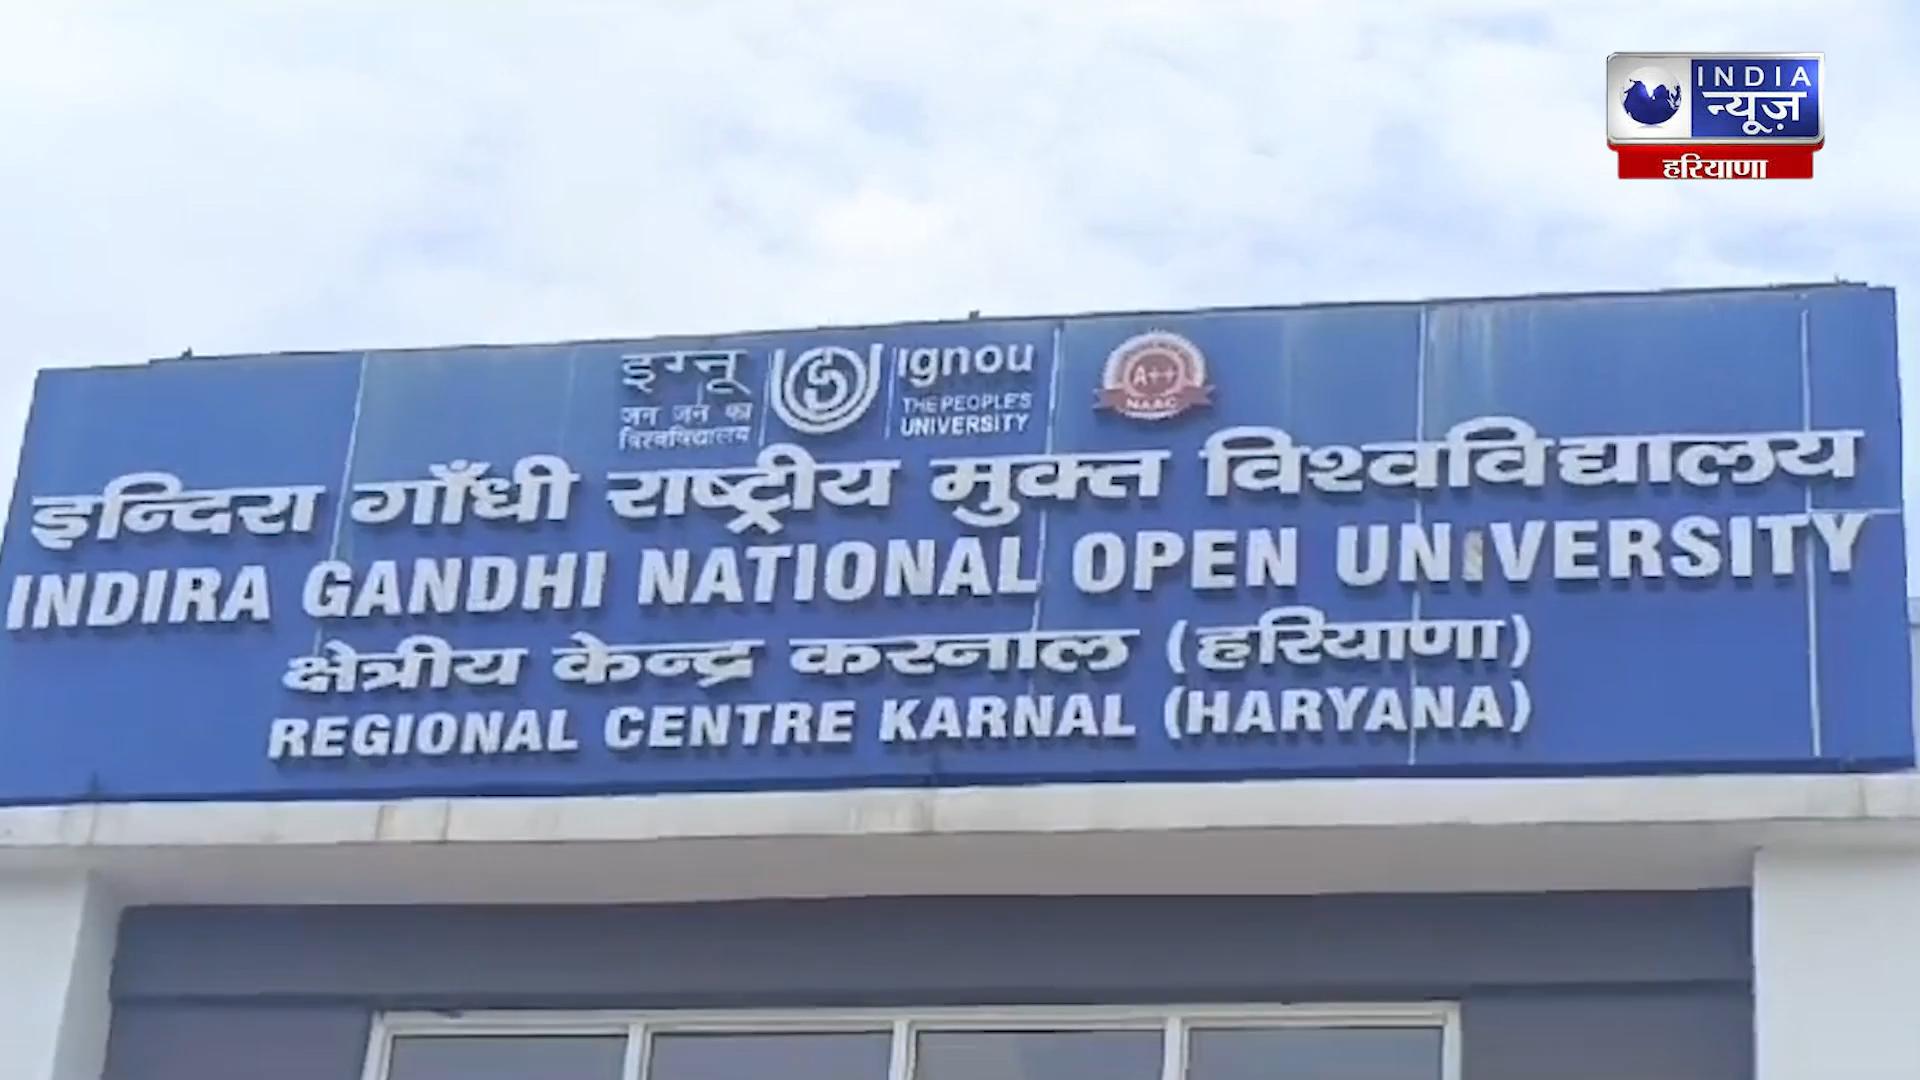 INDIA
न्यूज़
हरियाणा
इग्नू
जन जन का
विश्वविद्यालय
ignou
THE PEOPLE'S
UNIVERSITY
A++
NAAC
इन्दिरा गाँधी राष्ट्रीय मुक्त विश्वविद्यालय
INDIRA GANDHI NATIONAL OPEN UNIVERSITY
क्षेत्रीय केन्द्र करनाल (हरियाणा)
REGIONAL CENTRE KARNAL (HARYANA)